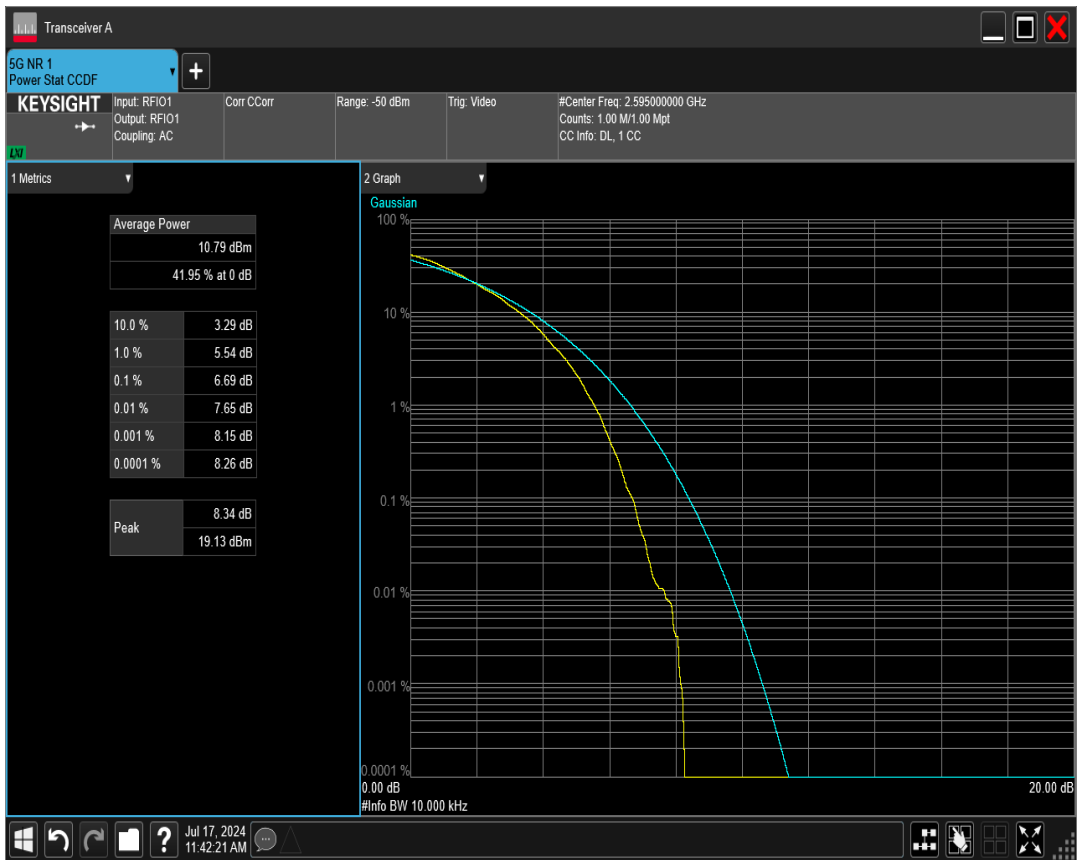 Transceiver A
5G NR 1
Power Stat CCDF
KEYSIGHT
LXI
Input: RFIO1
Output: RFIO1
Coupling: AC
Corr CCorr
Range: -50 dBm
Trig: Video
#Center Freq: 2.595000000 GHz
Counts: 1.00 M/1.00 Mpt
CC Info: DL, 1 CC
1 Metrics
Average Power
10.79 dBm
41.95 % at 0 dB
10.0 % 3.29 dB
1.0 % 5.54 dB
0.1 % 6.69 dB
0.01 % 7.65 dB
0.001 % 8.15 dB
0.0001 % 8.26 dB
Peak
8.34 dB
19.13 dBm
2 Graph
Gaussian
100 %
10 %
1 %
0.1 %
0.01 %
0.001 %
0.0001 %
0.00 dB 20.00 dB
#Info BW 10.000 kHz
Jul 17, 2024
11:42:21 AM